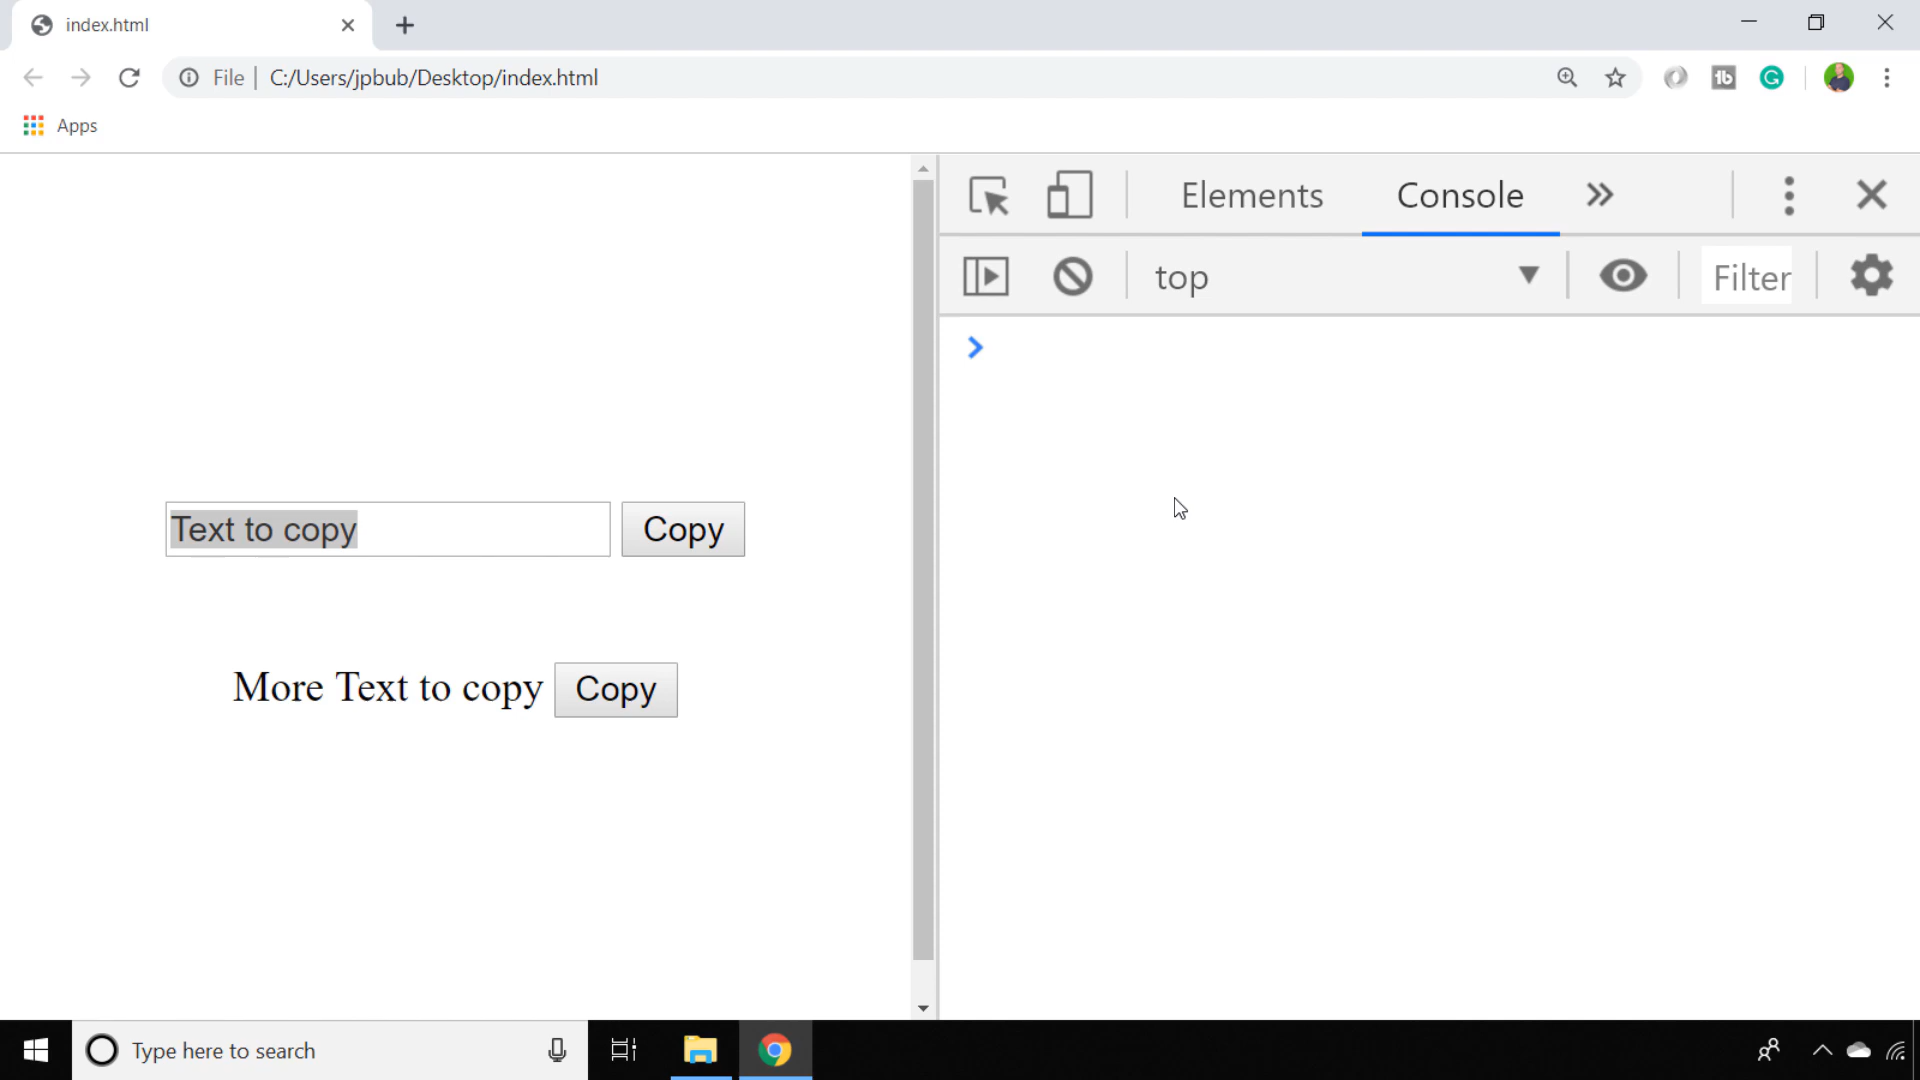 index.html
File | C:/Users/jpbub/Desktop/index.html
Apps
Elements Console
top Filter
Text to copy Copy
More Text to copy Copy
Type here to search